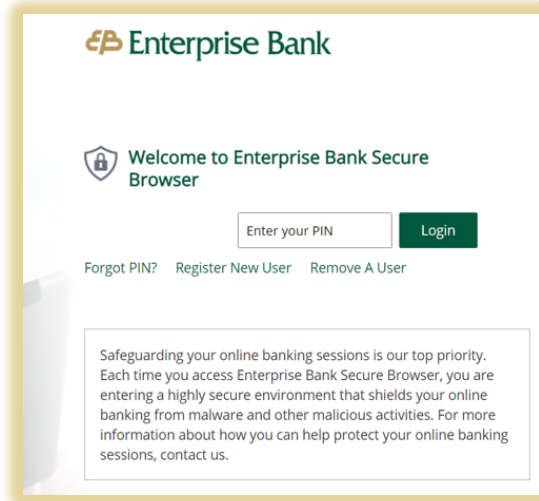 EB Enterprise Bank
Welcome to Enterprise Bank Secure
Browser
Enter your PIN
Login
Forgot PIN? Register New User Remove A User
Safeguarding your online banking sessions is our top priority.
Each time you access Enterprise Bank Secure Browser, you are
entering a highly secure environment that shields your online
banking from malware and other malicious activities. For more
information about how you can help protect your online banking
sessions, contact us.